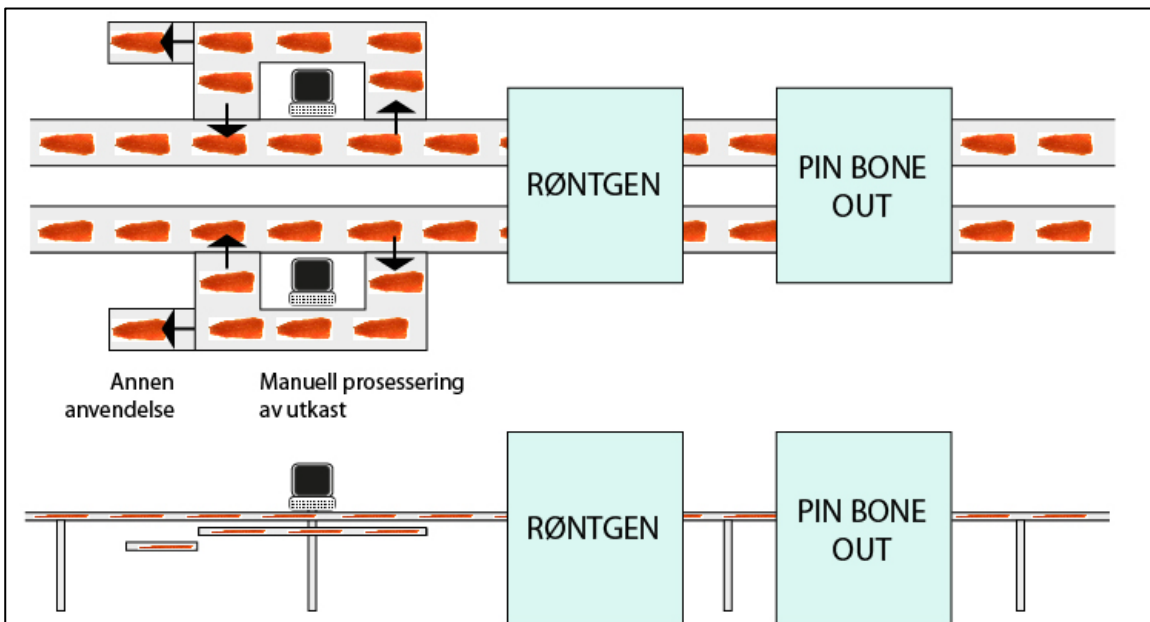 RØNTGEN
PIN BONE
OUT
Annen
anvendelse
Manuell prosessering
av utkast
RØNTGEN
PIN BONE
OUT